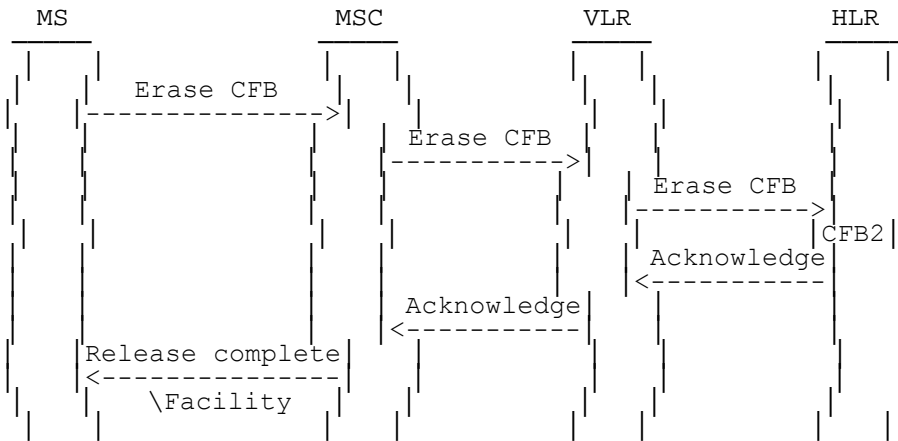 MS MSC VLR HLR
Erase CFB
Erase CFB
Erase CFB
CFB2
Acknowledge
Acknowledge
Release complete
\Facility